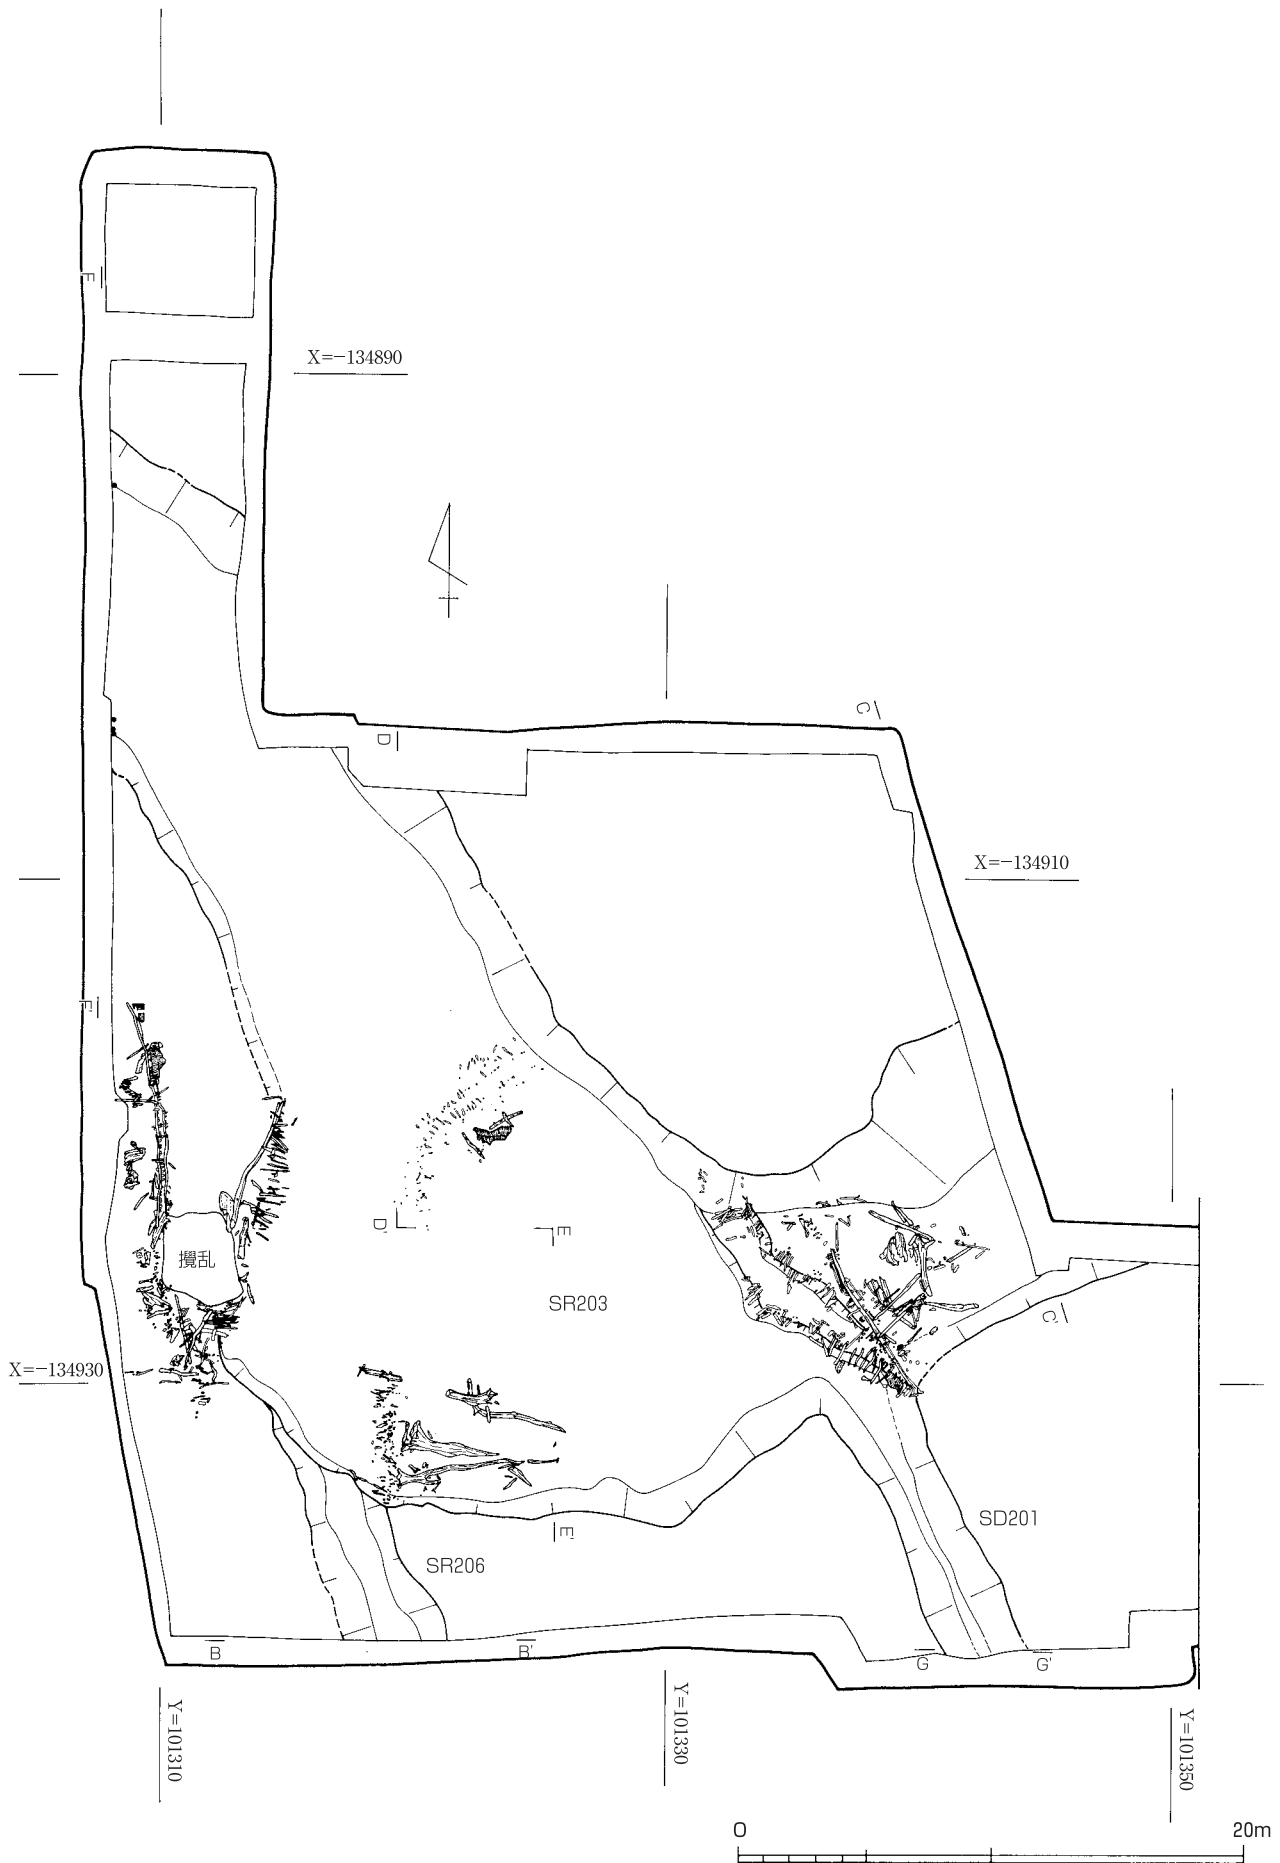 F
X=−134890
C
D
X=−134910
F'
D'
E
攪乱
SR203
C'
X=−134930
SD201
E'
SR206
B
B'
G
G'
Y=101310
Y=101330
Y=101350
0
20m